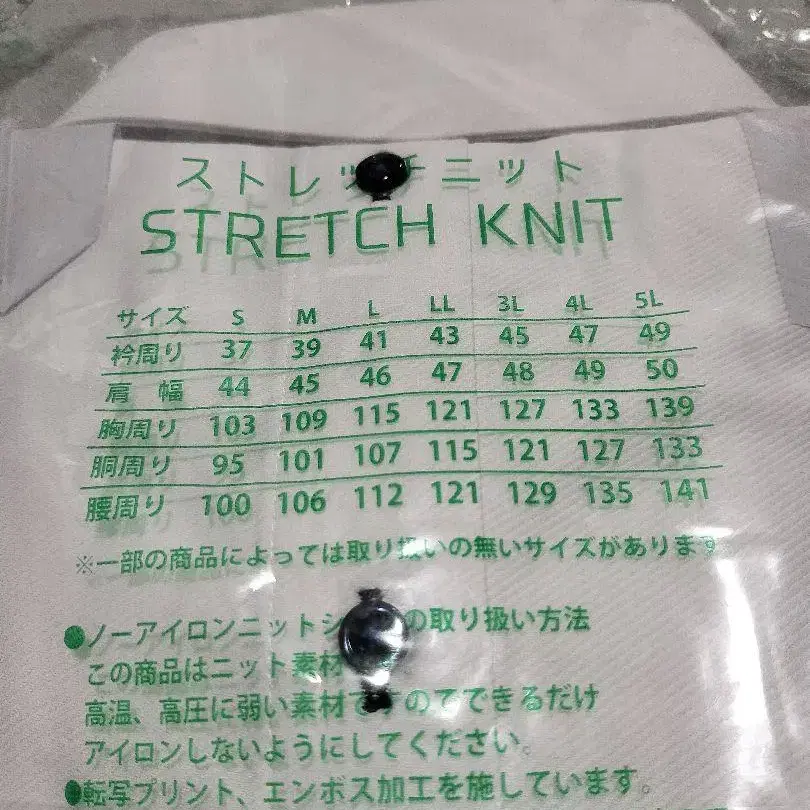 ストレッチニット
STRETCH KNIT
サイズ S M L LL 3L 4L 5L
衿周り 37 39 41 43 45 47 49
肩 幅 44 45 46 47 48 49 50
胸周り 103 109 115 121 127 133 139
胴周り 95 101 107 115 121 127 133
腰周り 100 106 112 121 129 135 141
※一部の商品によっては取り扱いの無いサイズがあります
●ノーアイロンニットシ の取り扱い方法
この商品はニット素材
高温、高圧に弱い素材ですのでできるだけ
アイロンしないようにしてください。
●転写プリント、エンボス加工を施しています。